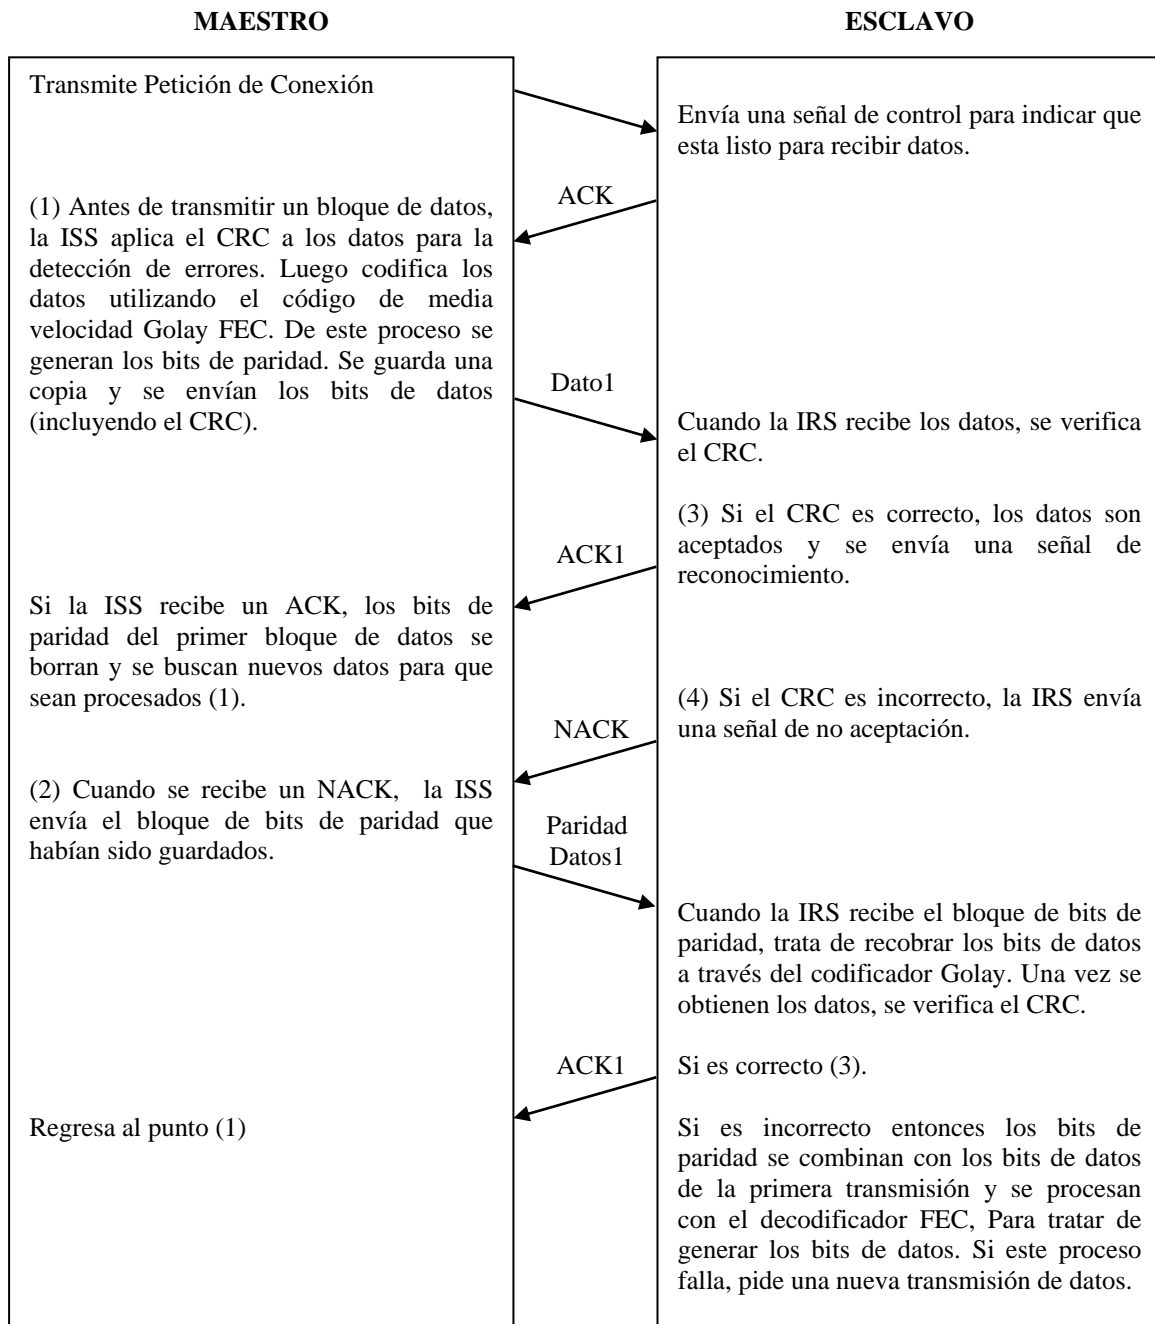 MAESTRO
ESCLAVO
Transmite Petición de Conexión
Envía una señal de control para indicar que
esta listo para recibir datos.
ACK
(1) Antes de transmitir un bloque de datos,
la ISS aplica el CRC a los datos para la
detección de errores. Luego codifica los
datos utilizando el código de media
velocidad Golay FEC. De este proceso se
generan los bits de paridad. Se guarda una
copia y se envían los bits de datos
(incluyendo el CRC).
Dato1
Cuando la IRS recibe los datos, se verifica
el CRC.
(3) Si el CRC es correcto, los datos son
aceptados y se envía una señal de
reconocimiento.
ACK1
Si la ISS recibe un ACK, los bits de
paridad del primer bloque de datos se
borran y se buscan nuevos datos para que
sean procesados (1).
(4) Si el CRC es incorrecto, la IRS envía
una señal de no aceptación.
NACK
(2) Cuando se recibe un NACK, la ISS
envía el bloque de bits de paridad que
habían sido guardados.
Paridad
Datos1
Cuando la IRS recibe el bloque de bits de
paridad, trata de recobrar los bits de datos
a través del codificador Golay. Una vez se
obtienen los datos, se verifica el CRC.
ACK1
Si es correcto (3).
Regresa al punto (1)
Si es incorrecto entonces los bits de
paridad se combinan con los bits de datos
de la primera transmisión y se procesan
con el decodificador FEC, Para tratar de
generar los bits de datos. Si este proceso
falla, pide una nueva transmisión de datos.